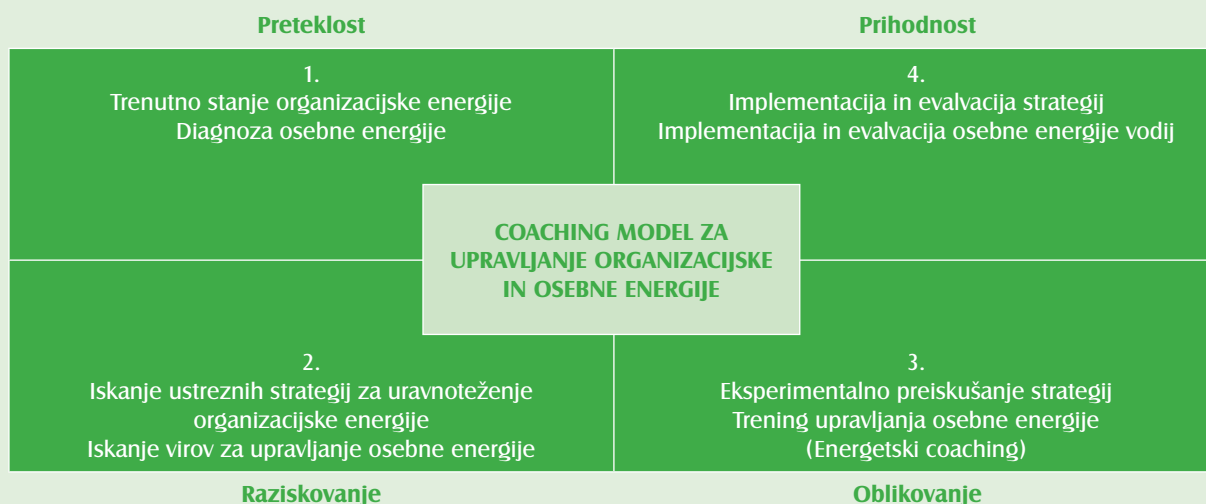 Preteklost
Prihodnost
1.
Trenutno stanje organizacijske energije
Diagnoza osebne energije
4.
Implementacija in evalvacija strategij
Implementacija in evalvacija osebne energije vodij
COACHING MODEL ZA
UPRAVLJANJE ORGANIZACIJSKE
IN OSEBNE ENERGIJE
2.
Iskanje ustreznih strategij za uravnoteženje
organizacijske energije
Iskanje virov za upravljanje osebne energije
3.
Eksperimentalno preiskušanje strategij
Trening upravljanja osebne energije
(Energetski coaching)
Raziskovanje
Oblikovanje